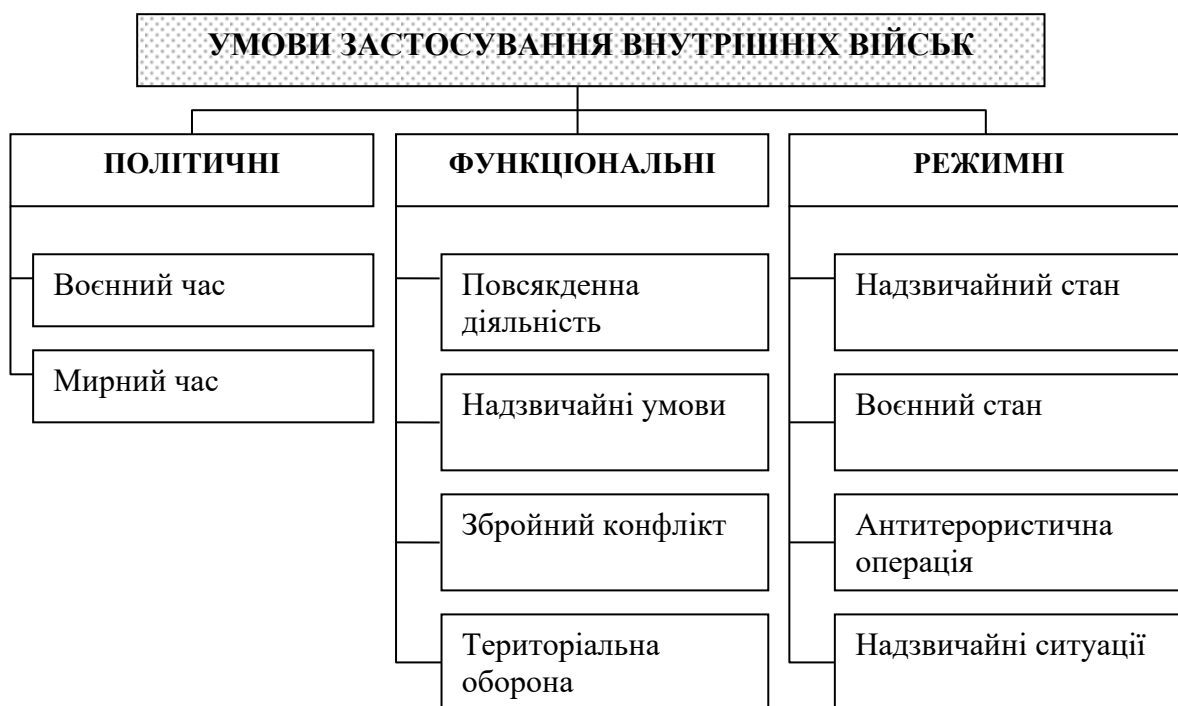 УМОВИ ЗАСТОСУВАННЯ ВНУТРІШНІХ ВІЙСЬК
ПОЛІТИЧНІ
Воєнний час
Мирний час
ФУНКЦІОНАЛЬНІ
Повсякденна
діяльність
Надзвичайні умови
Збройний конфлікт
Територіальна
оборона
РЕЖИМНІ
Надзвичайний стан
Воєнний стан
Антитерористична
операція
Надзвичайні ситуації